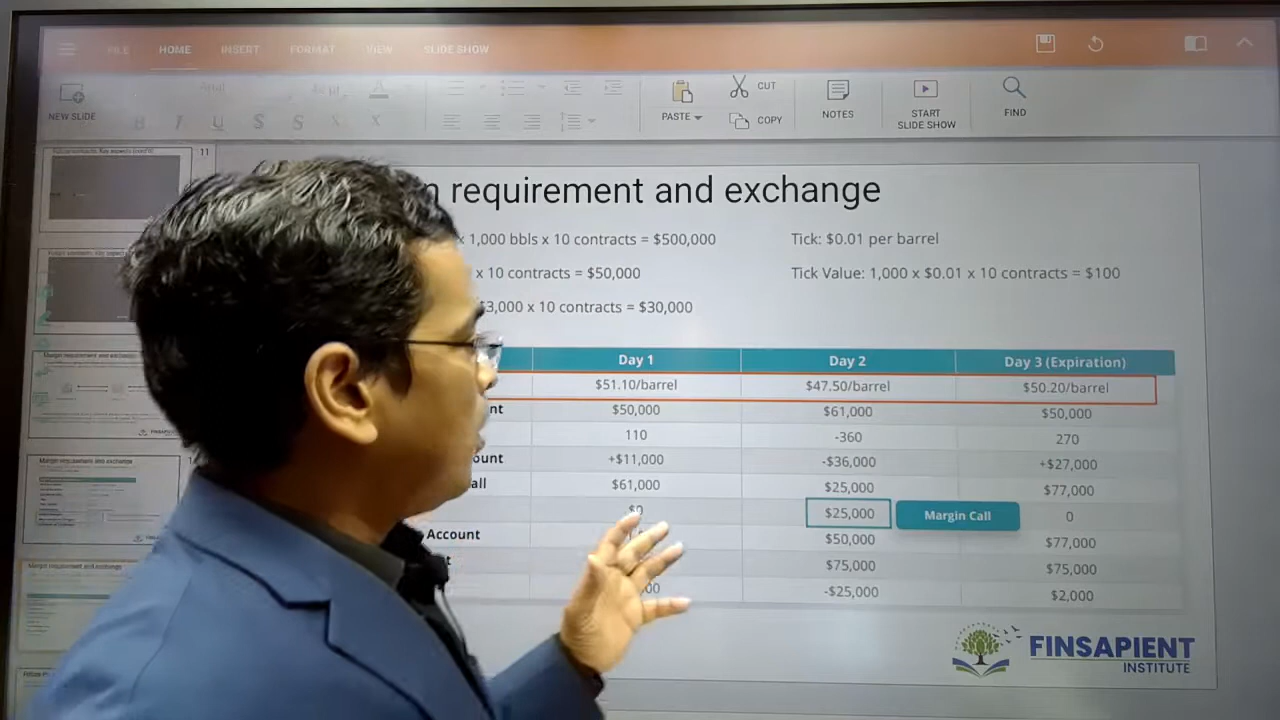 FILE HOME INSERT FORMAT VIEW SLIDE SHOW
NEW SLIDE
PASTE
CUT
COPY
NOTES
START SLIDE SHOW
FIND
11
requirement and exchange
x 1,000 bbls x 10 contracts = $500,000
Tick: $0.01 per barrel
x 10 contracts = $50,000
Tick Value: 1,000 x $0.01 x 10 contracts = $100
$3,000 x 10 contracts = $30,000
Day 1 Day 2 Day 3 (Expiration)
$51.10/barrel $47.50/barrel $50.20/barrel
$50,000 $61,000 $50,000
110 -360 270
+$11,000 -$36,000 +$27,000
$61,000 $25,000 $77,000
$0 $25,000 Margin Call 0
Account $50,000 $77,000
$75,000 $75,000
-$25,000 $2,000
FINSAPIENT
INSTITUTE